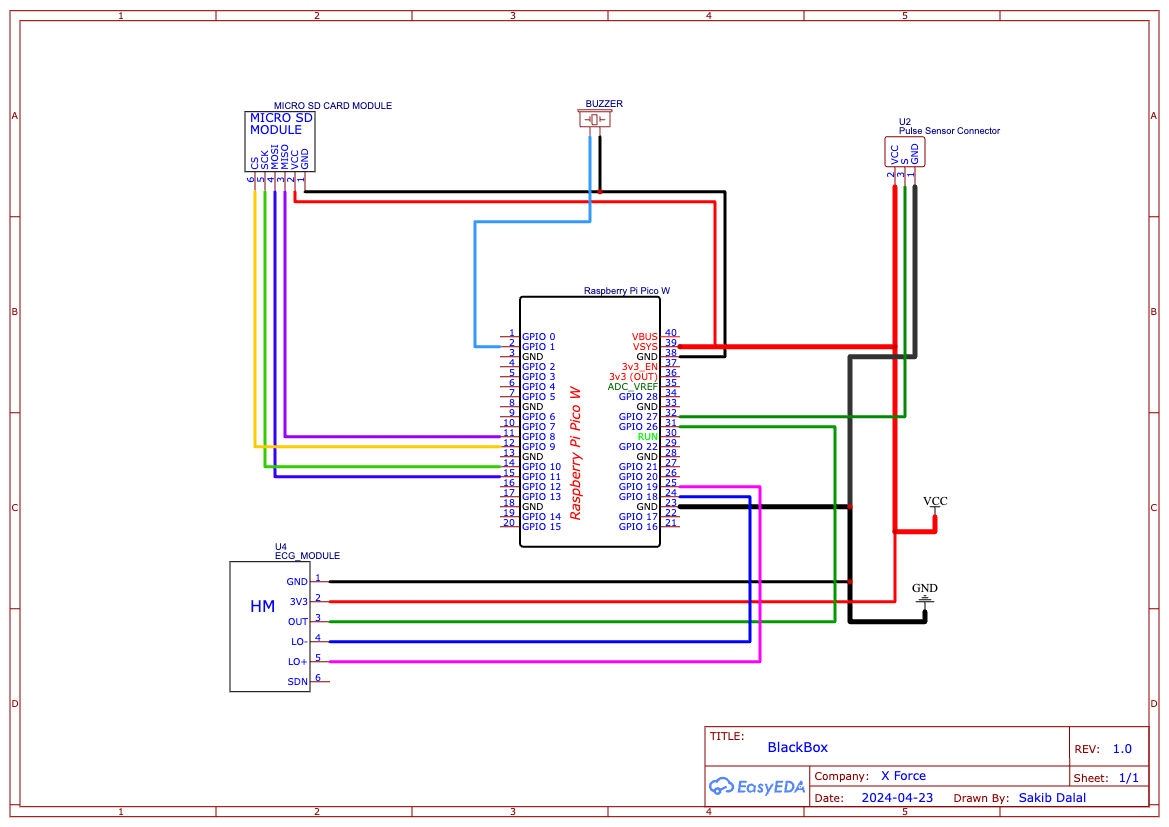 1 2 3 4 5
A A
B B
C C
D D
1 2 3 4 5
MICRO SD CARD MODULE
MICRO SD
MODULE
CS SCK MOSI MISO VCC GND
6 5 4 3 2 1
BUZZER
U2
Pulse Sensor Connector
VCC S GND
2 3 1
Raspberry Pi Pico W
1 GPIO 0 VBUS 40
2 GPIO 1 VSYS 39
3 GND GND 38
4 GPIO 2 3v3_EN 37
5 GPIO 3 3v3 (OUT) 36
6 GPIO 4 ADC_VREF 35
7 GPIO 5 GPIO 28 34
8 GND GND 33
9 GPIO 6 GPIO 27 32
10 GPIO 7 GPIO 26 31
11 GPIO 8 RUN 30
12 GPIO 9 GPIO 22 29
13 GND GND 28
14 GPIO 10 GPIO 21 27
15 GPIO 11 GPIO 20 26
16 GPIO 12 GPIO 19 25
17 GPIO 13 GPIO 18 24
18 GND GND 23
19 GPIO 14 GPIO 17 22
20 GPIO 15 GPIO 16 21
Raspberry Pi Pico W
VCC
GND
U4
ECG_MODULE
HM
GND 1
3V3 2
OUT 3
LO- 4
LO+ 5
SDN 6
TITLE:
BlackBox
REV: 1.0
EasyEDA
Company: X Force
Sheet: 1/1
Date: 2024-04-23 Drawn By: Sakib Dalal